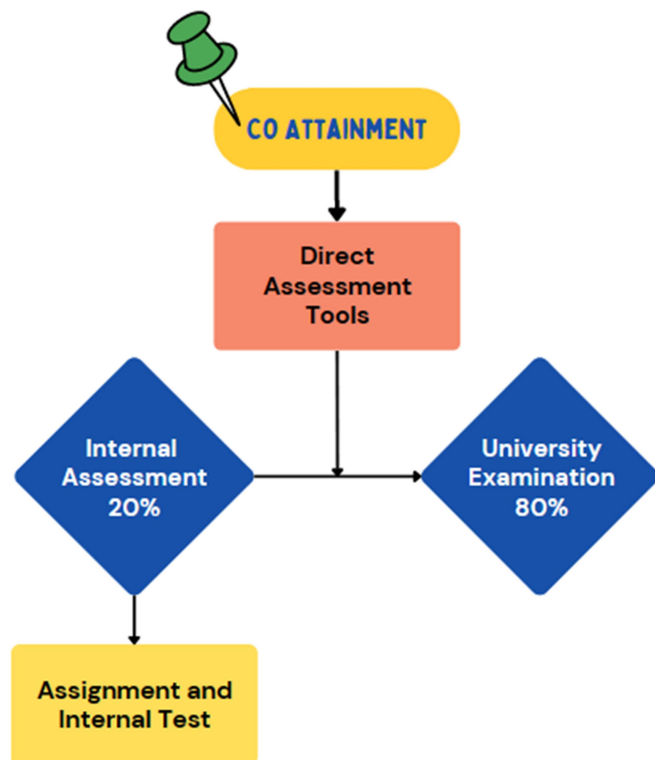 CO ATTAINMENT
Direct
Assessment
Tools
Internal
Assessment
20%
University
Examination
80%
Assignment and
Internal Test